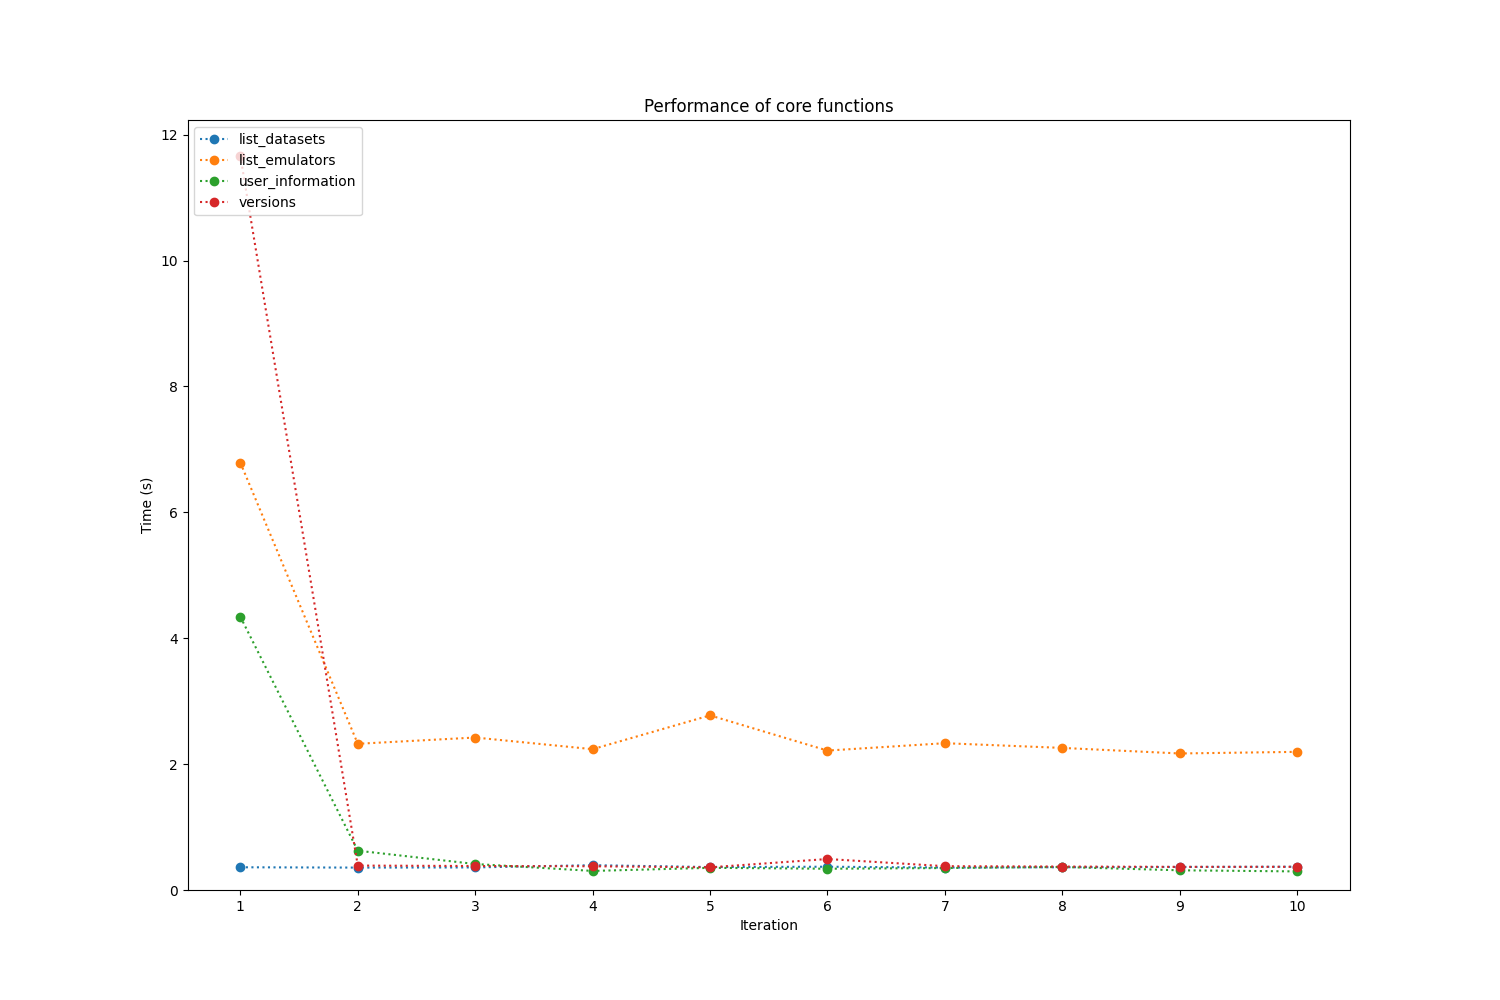 Performance of core functions
list_datasets
list_emulators
user_information
versions
12
10
8
6
4
2
0
Time (s)
1 2 3 4 5 6 7 8 9 10
Iteration